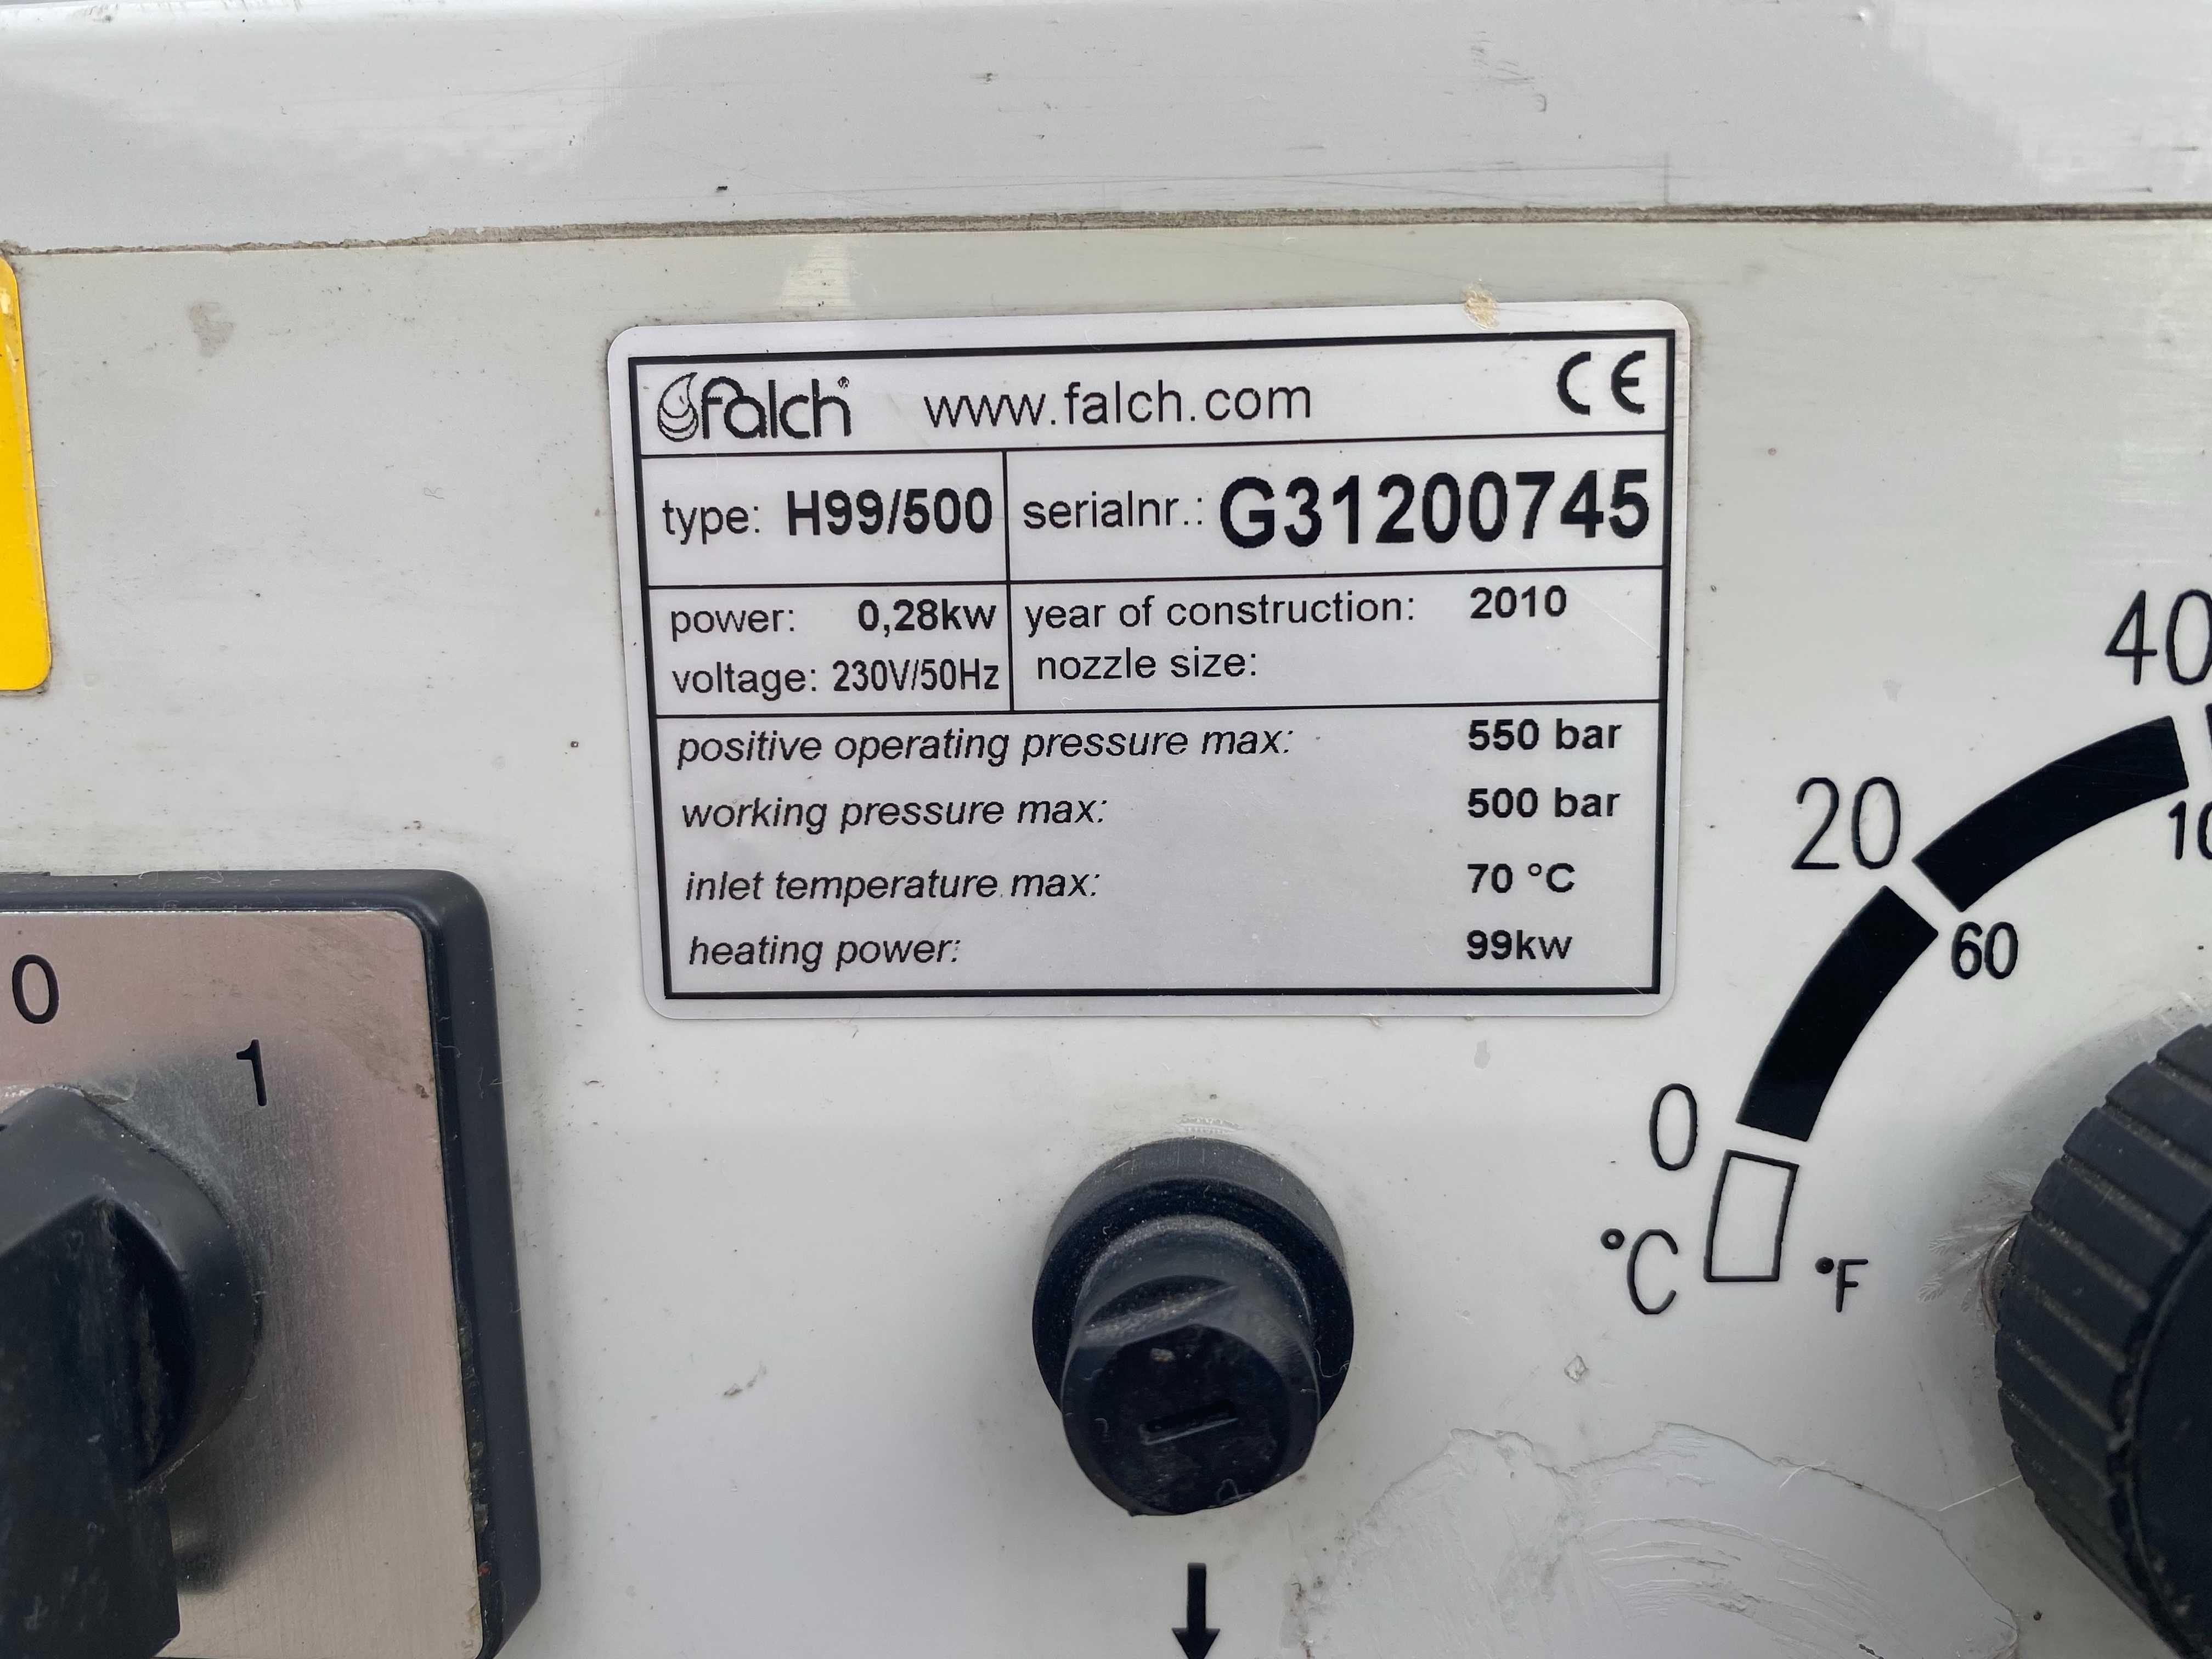 falch® www.falch.com CE
type: H99/500 serialnr.: G31200745
power: 0,28kw year of construction: 2010
voltage: 230V/50Hz nozzle size:
positive operating pressure max: 550 bar
working pressure max: 500 bar
inlet temperature max: 70 °C
heating power: 99kw
0
1
40
20
60
0
°C °F